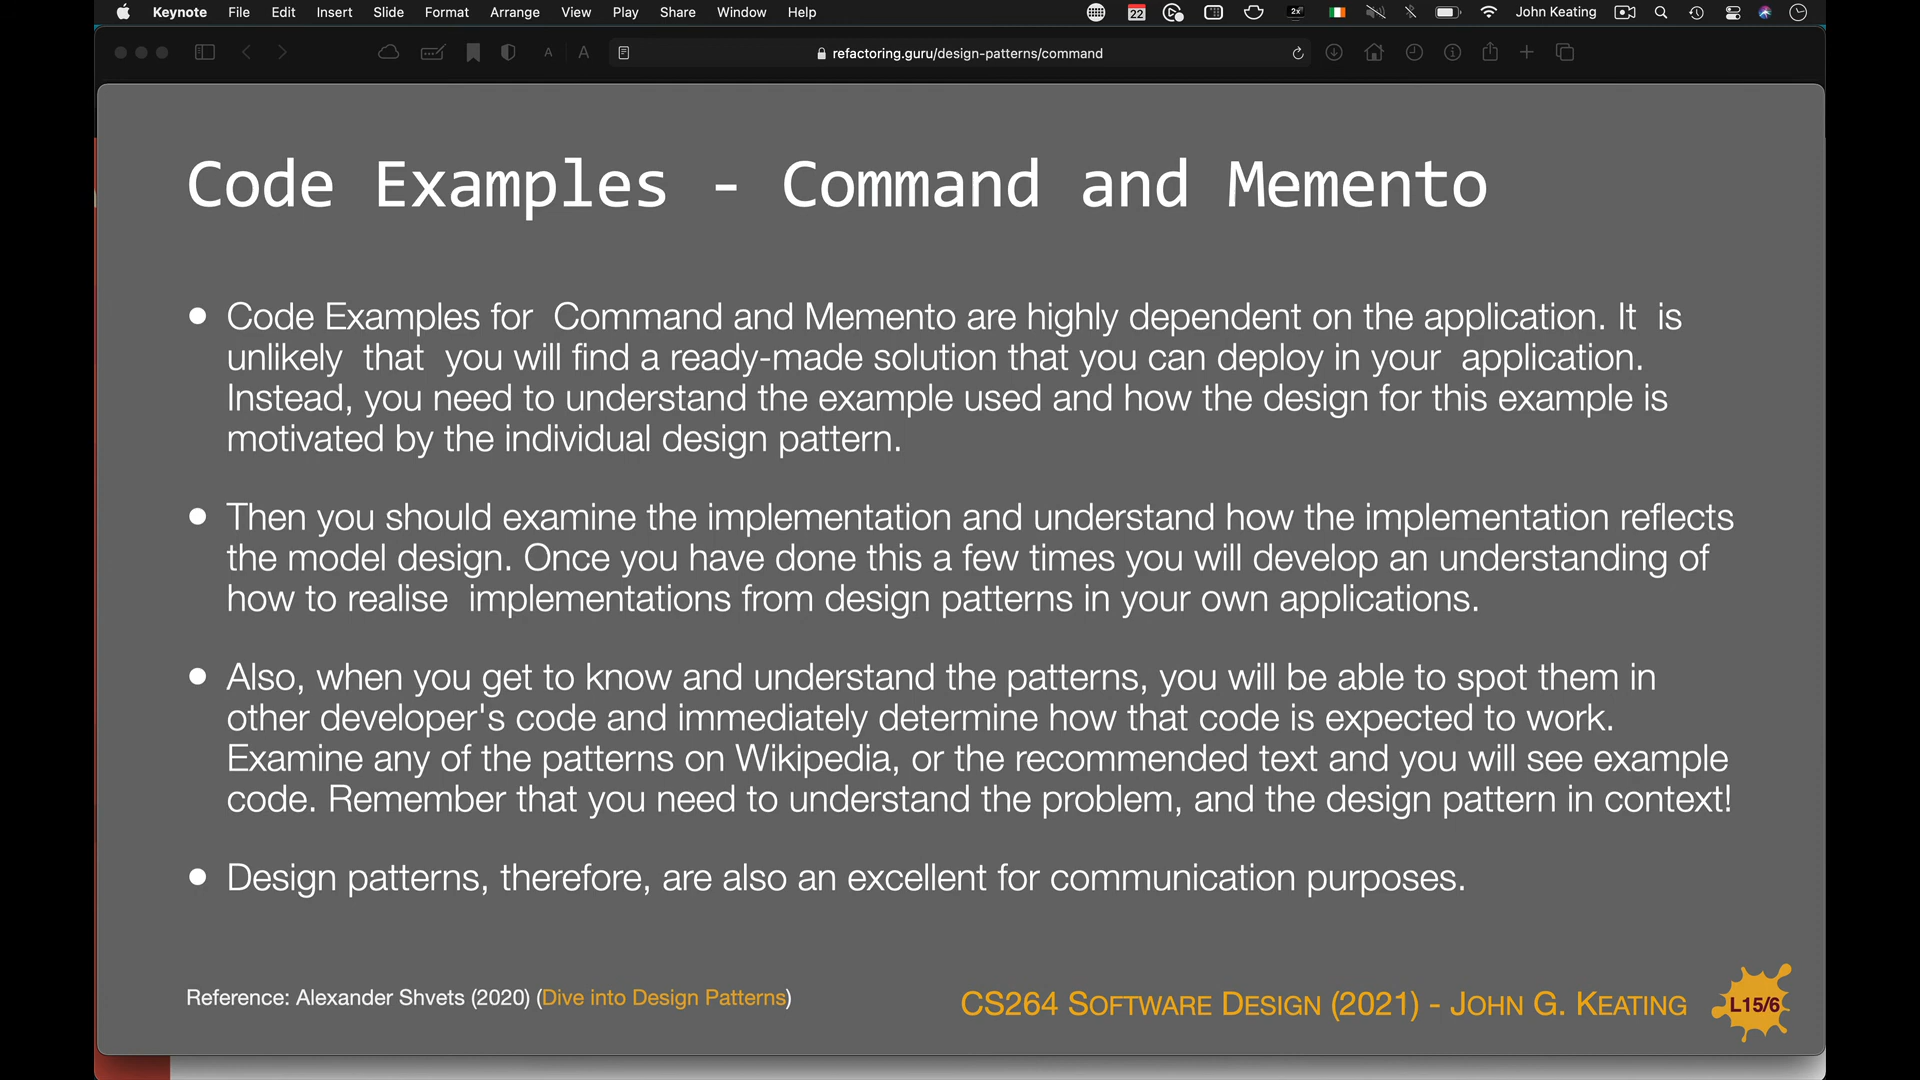 Keynote File Edit Insert Slide Format Arrange View Play Share Window Help 22 2x John Keating
A A refactoring.guru/design-patterns/command
Code Examples - Command and Memento
Code Examples for Command and Memento are highly dependent on the application. It is
unlikely that you will find a ready-made solution that you can deploy in your application.
Instead, you need to understand the example used and how the design for this example is
motivated by the individual design pattern.
Then you should examine the implementation and understand how the implementation reflects
the model design. Once you have done this a few times you will develop an understanding of
how to realise implementations from design patterns in your own applications.
Also, when you get to know and understand the patterns, you will be able to spot them in
other developer's code and immediately determine how that code is expected to work.
Examine any of the patterns on Wikipedia, or the recommended text and you will see example
code. Remember that you need to understand the problem, and the design pattern in context!
Design patterns, therefore, are also an excellent for communication purposes.
Reference: Alexander Shvets (2020) (Dive into Design Patterns)
CS264 Software Design (2021) - John G. Keating L15/6